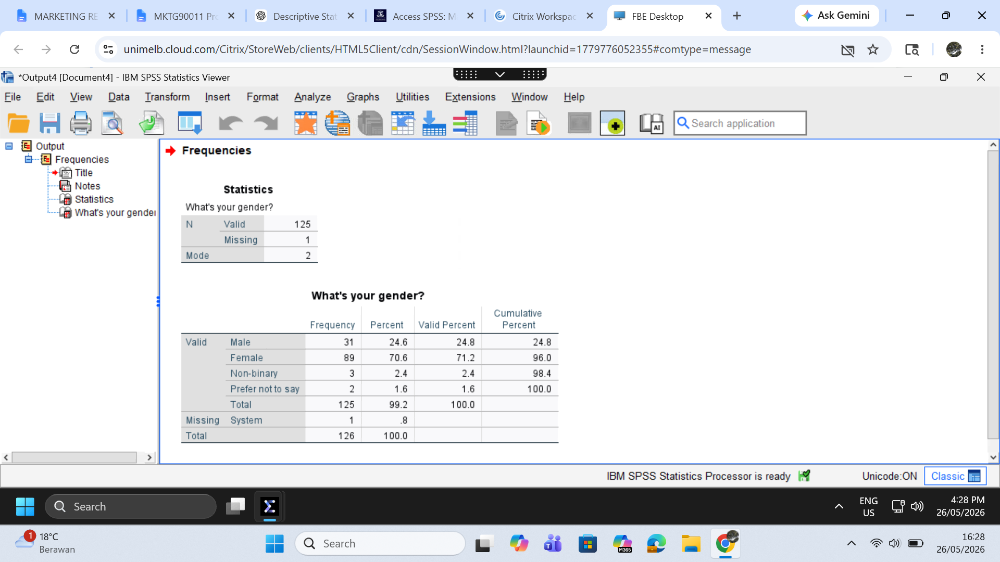 MARKETING RE
MKTG90011 Pro
Descriptive Stat
Access SPSS: M
Citrix Workspac
FBE Desktop
Ask Gemini
unimelb.cloud.com/Citrix/StoreWeb/clients/HTML5Client/cdn/SessionWindow.html?launchid=1779776052355#comtype=message
*Output4 [Document4] - IBM SPSS Statistics Viewer
File Edit View Data Transform Insert Format Analyze Graphs Utilities Extensions Window Help
AI
Search application
Output
Frequencies
Title
Notes
Statistics
What's your gender
Frequencies
Statistics
What's your gender?
N Valid 125
Missing 1
Mode 2
What's your gender?
Frequency Percent Valid Percent Cumulative Percent
Valid Male 31 24.6 24.8 24.8
Female 89 70.6 71.2 96.0
Non-binary 3 2.4 2.4 98.4
Prefer not to say 2 1.6 1.6 100.0
Total 125 99.2 100.0
Missing System 1 .8
Total 126 100.0
IBM SPSS Statistics Processor is ready
Unicode:ON
Classic
Search
ENG
US
4:28 PM
26/05/2026
1
18°C
Berawan
Search
M365
16:28
26/05/2026